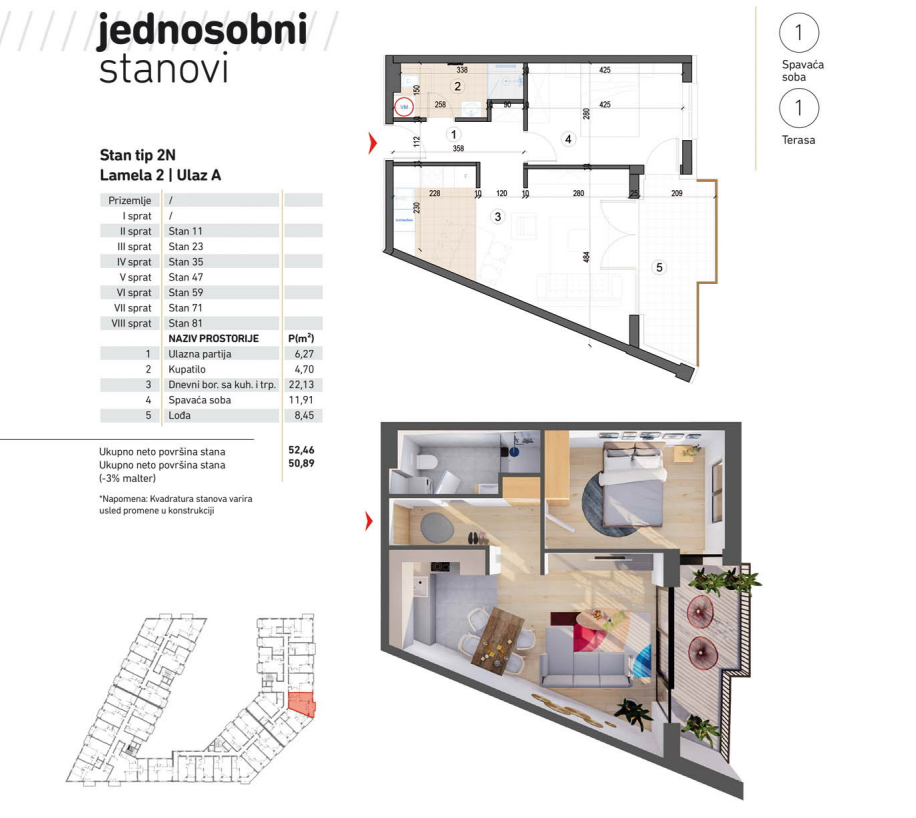 jednosobni
stanovi
Stan tip 2N
Lamela 2 | Ulaz A
Prizemlje /
I sprat /
II sprat Stan 11
III sprat Stan 23
IV sprat Stan 35
V sprat Stan 47
VI sprat Stan 59
VII sprat Stan 71
VIII sprat Stan 81
NAZIV PROSTORIJE P(m²)
1 Ulazna partija 6,27
2 Kupatilo 4,70
3 Dnevni bor. sa kuh. i trp. 22,13
4 Spavaća soba 11,91
5 Lođa 8,45
Ukupno neto površina stana 52,46
Ukupno neto površina stana 50,89
(-3% malter)
*Napomena: Kvadratura stanova varira
usled promene u konstrukciji
1
Spavaća
soba
1
Terasa
338
425
150
2
VM
258
90
425
280
1
112
358
4
228
10
120
10
280
25
209
230
3
F
484
5